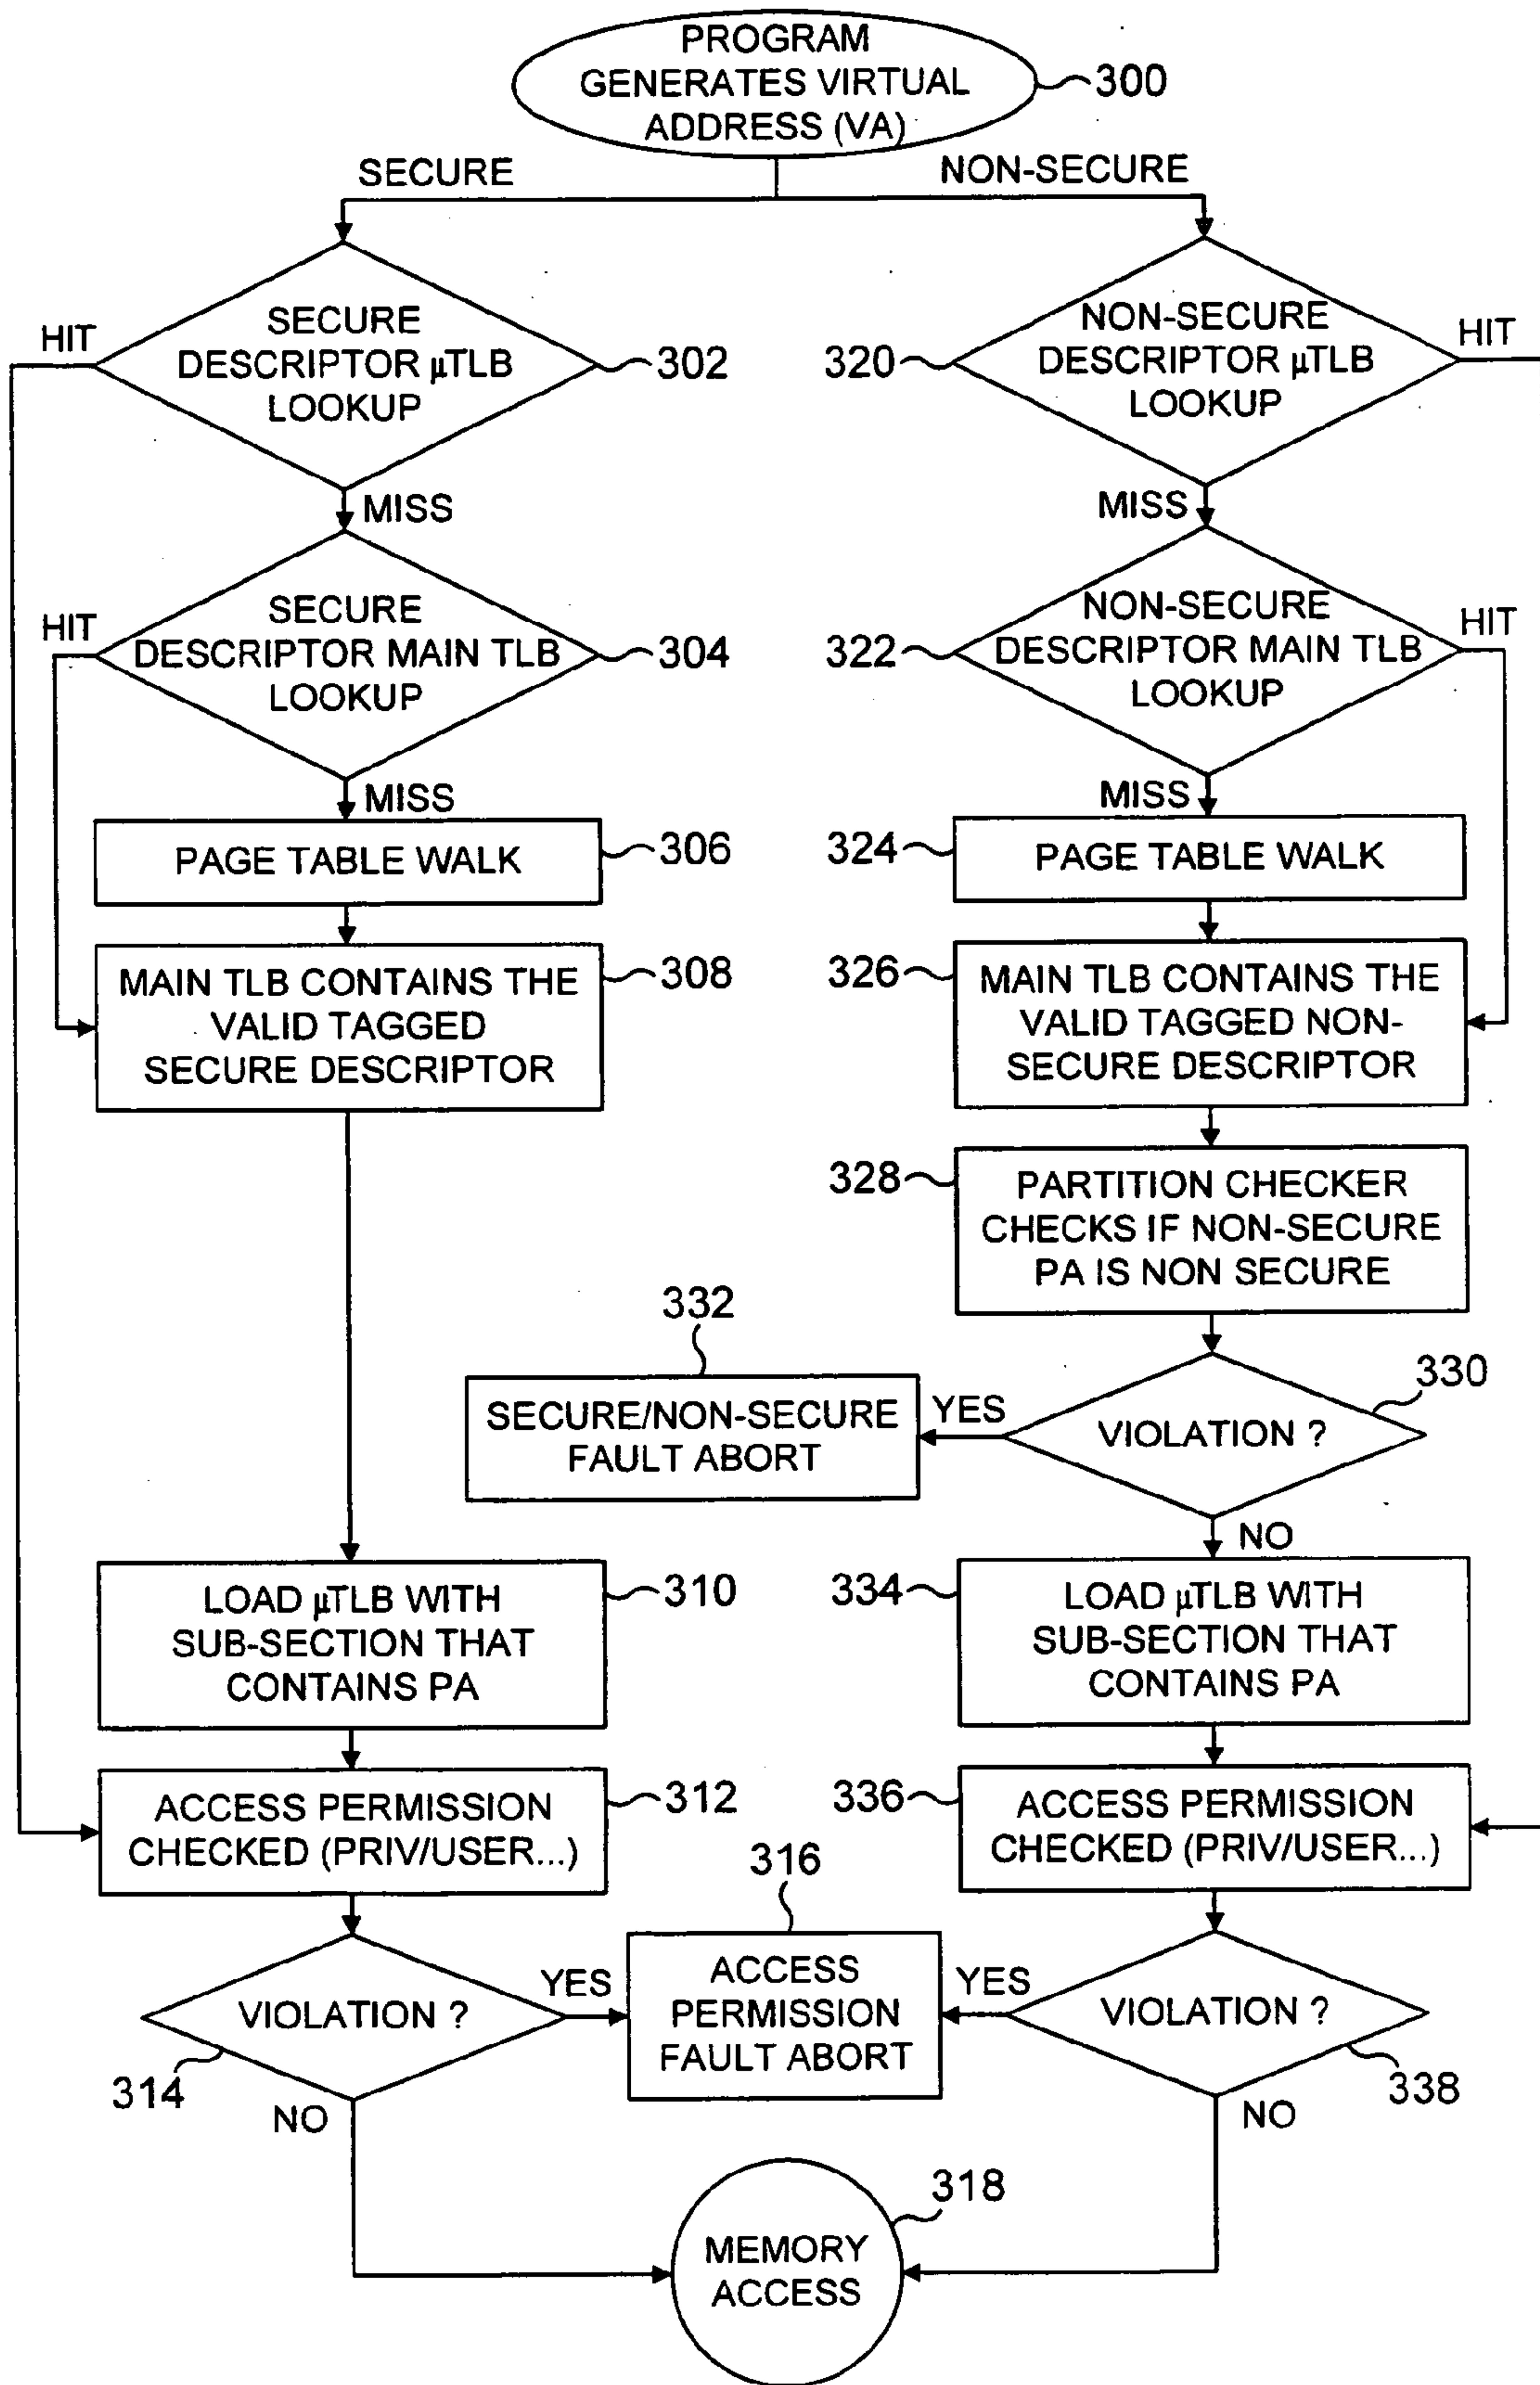 PROGRAM
GENERATES VIRTUAL
ADDRESS (VA)
300
SECURE
NON-SECURE
HIT
SECURE
DESCRIPTOR µTLB
LOOKUP
302
320
NON-SECURE
DESCRIPTOR µTLB
LOOKUP
HIT
MISS
MISS
HIT
SECURE
DESCRIPTOR MAIN TLB
LOOKUP
304
322
NON-SECURE
DESCRIPTOR MAIN TLB
LOOKUP
HIT
MISS
MISS
PAGE TABLE WALK
306
324
PAGE TABLE WALK
MAIN TLB CONTAINS THE
VALID TAGGED
SECURE DESCRIPTOR
308
326
MAIN TLB CONTAINS THE
VALID TAGGED NON-
SECURE DESCRIPTOR
328
PARTITION CHECKER
CHECKS IF NON-SECURE
PA IS NON SECURE
332
SECURE/NON-SECURE
FAULT ABORT
YES
VIOLATION ?
330
NO
LOAD µTLB WITH
SUB-SECTION THAT
CONTAINS PA
310
334
LOAD µTLB WITH
SUB-SECTION THAT
CONTAINS PA
ACCESS PERMISSION
CHECKED (PRIV/USER...)
312
336
ACCESS PERMISSION
CHECKED (PRIV/USER...)
316
VIOLATION ?
YES
ACCESS
PERMISSION
FAULT ABORT
YES
VIOLATION ?
314
338
NO
NO
318
MEMORY
ACCESS